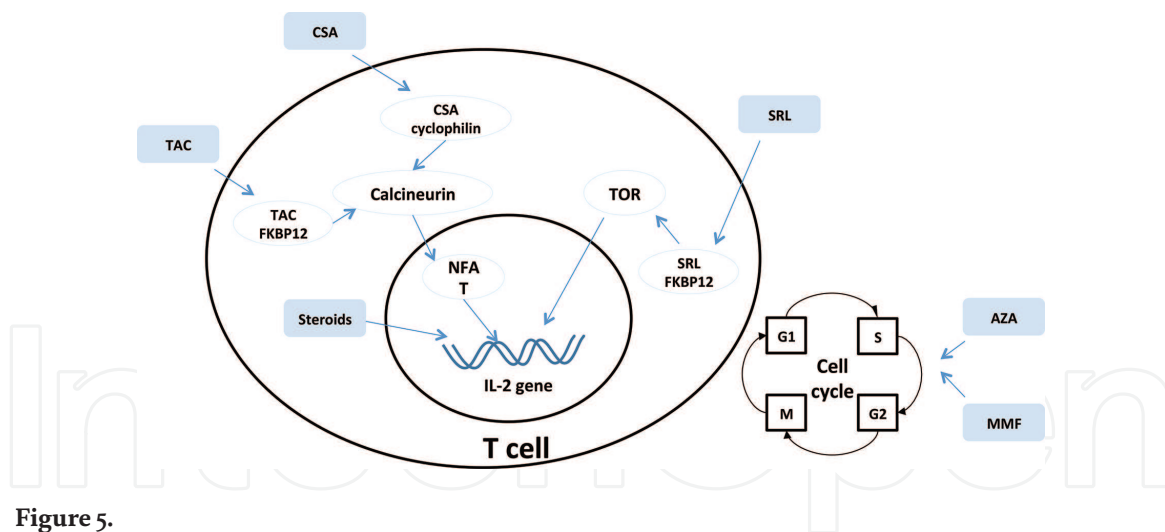 CSA
CSA
cyclophilin
SRL
TAC
Calcineurin
TOR
TAC
FKBP12
SRL
FKBP12
NFA
T
Steroids
IL-2 gene
T cell
G1
S
Cell
cycle
M
G2
AZA
MMF
IntechOpen
Figure 5.